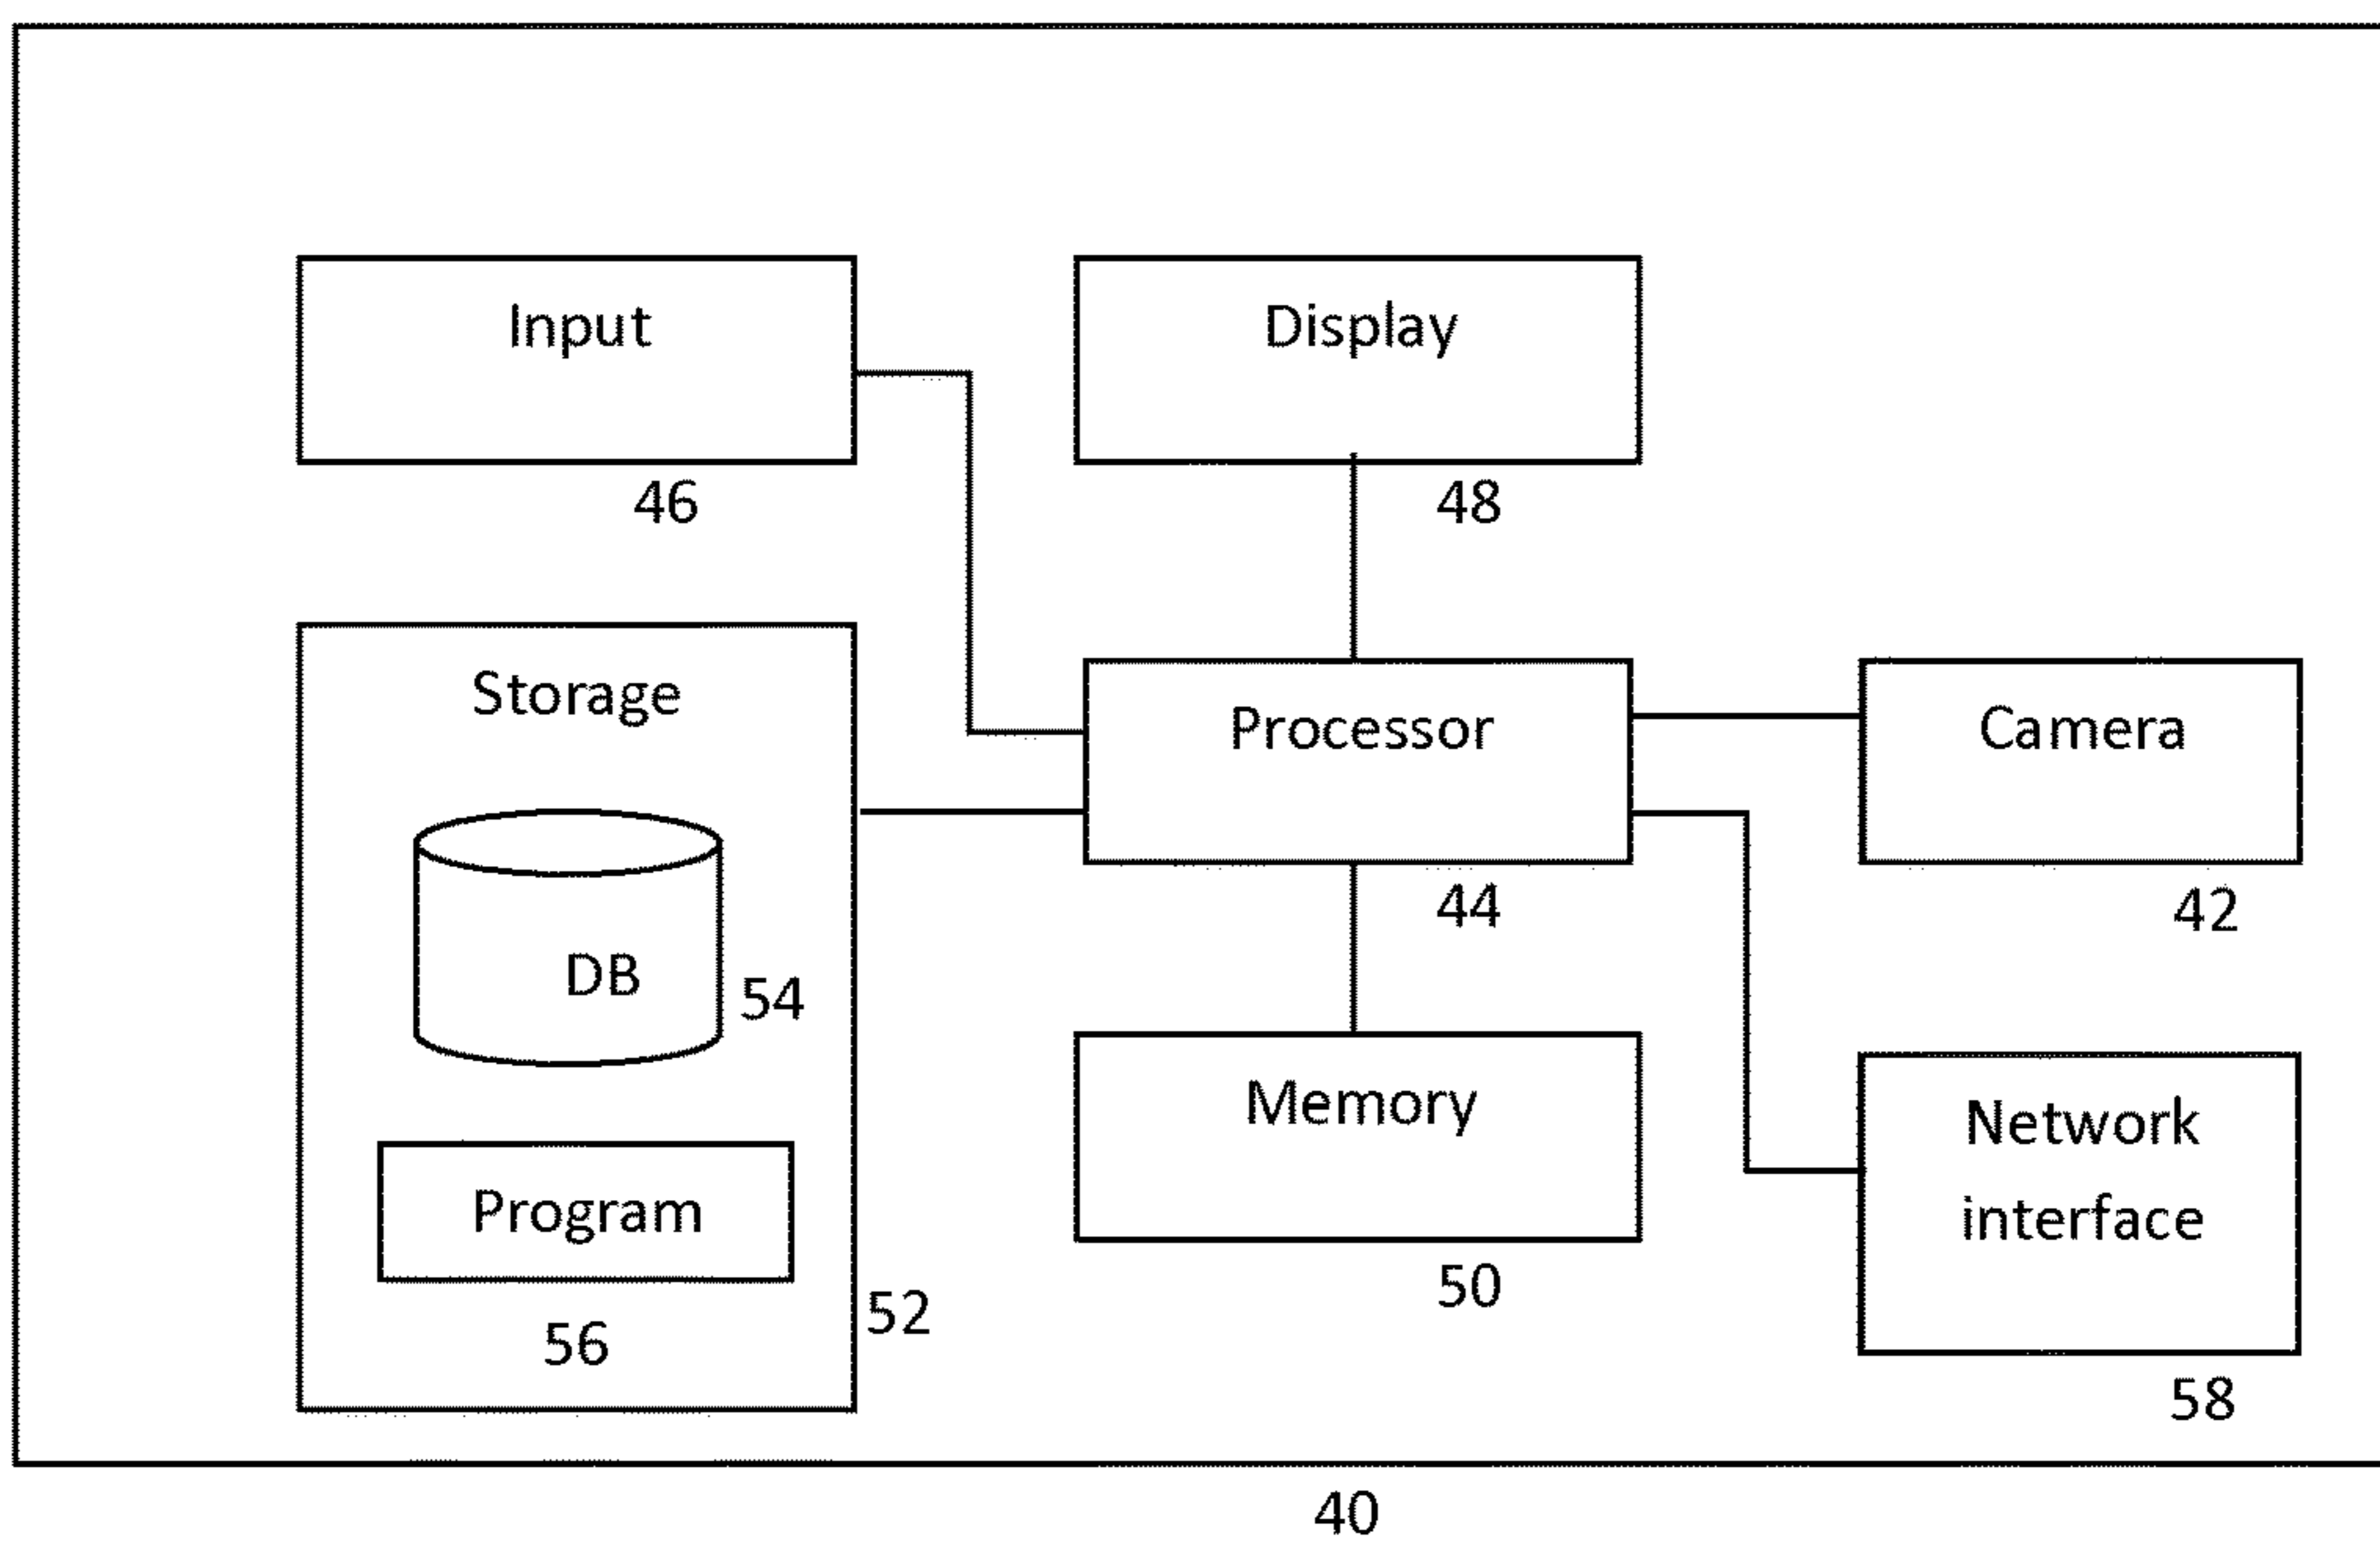 Input
46
Display
48
Storage
DB
54
Program
56
52
Processor
44
Memory
50
Camera
42
Network
interface
58
40